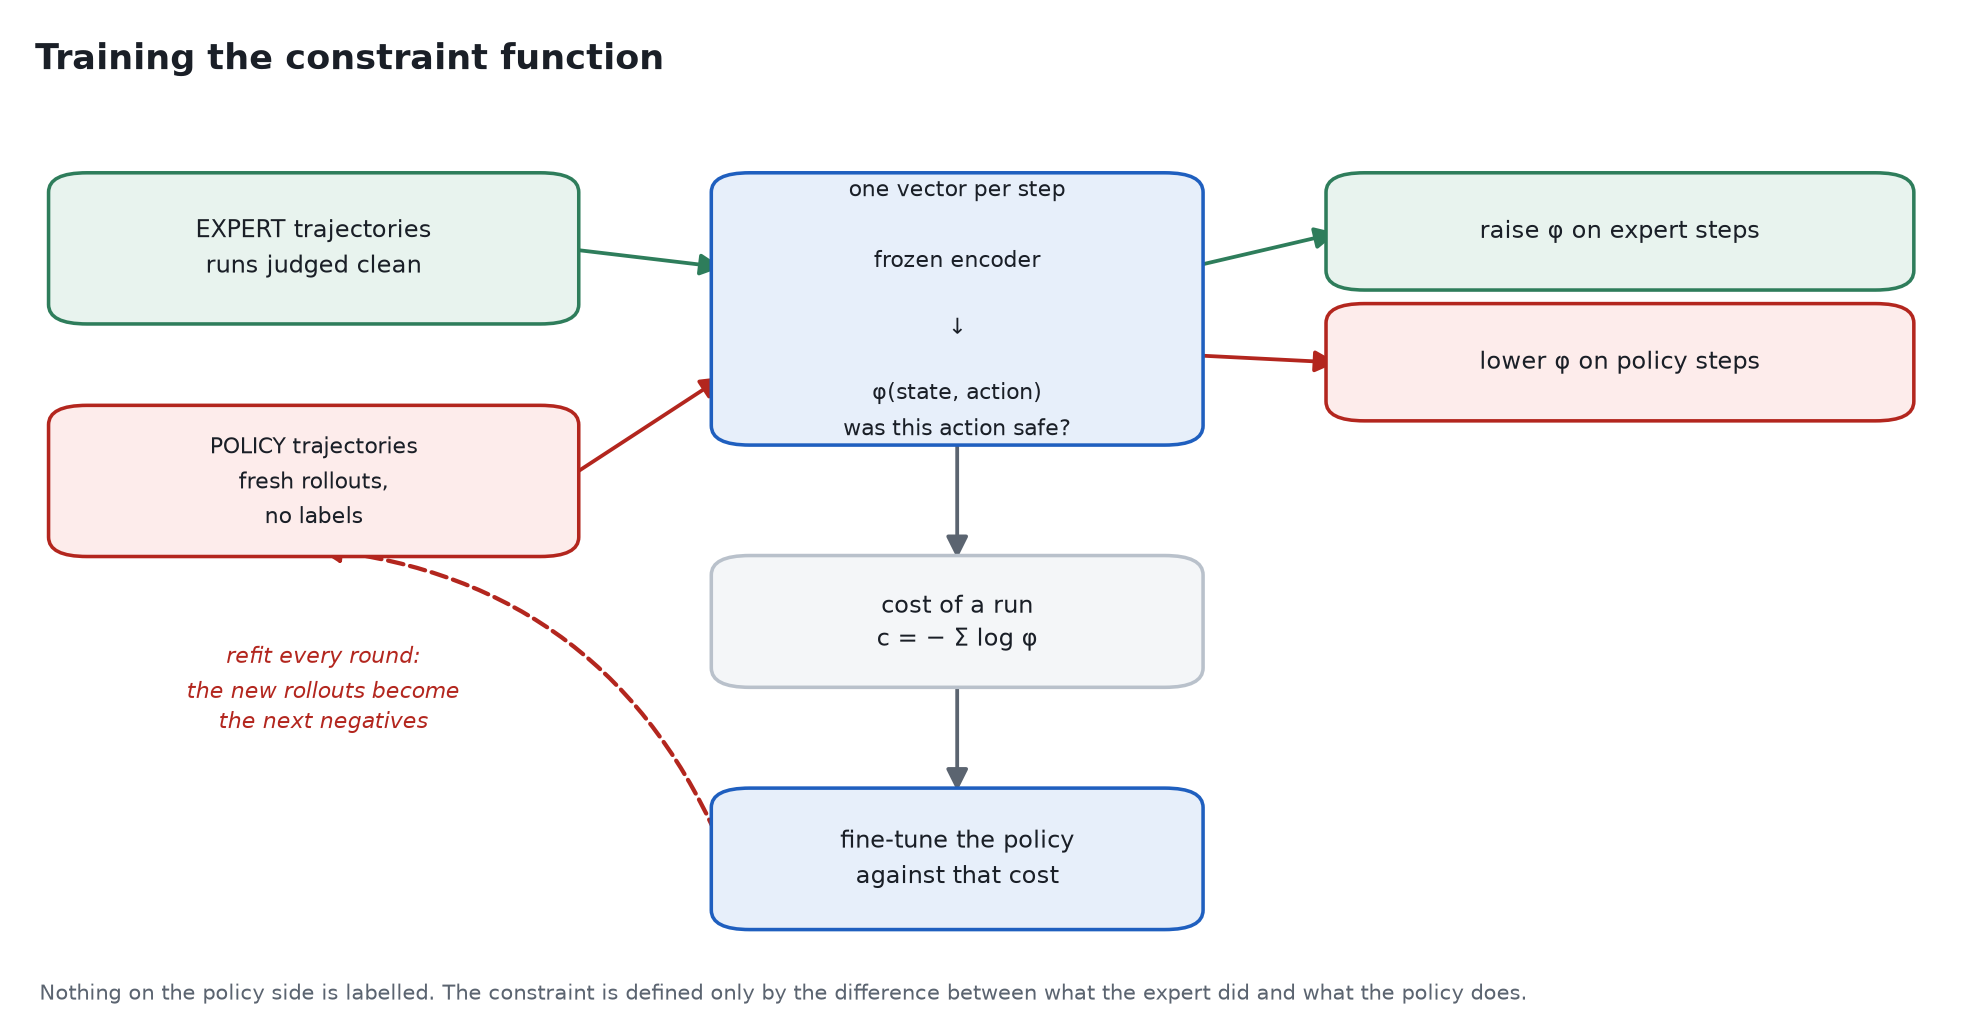 Training the constraint function
EXPERT trajectories
runs judged clean
POLICY trajectories
fresh rollouts,
no labels
one vector per step
frozen encoder
↓
φ(state, action)
was this action safe?
raise φ on expert steps
lower φ on policy steps
cost of a run
c = − Σ log φ
refit every round:
the new rollouts become
the next negatives
fine-tune the policy
against that cost
Nothing on the policy side is labelled. The constraint is defined only by the difference between what the expert did and what the policy does.